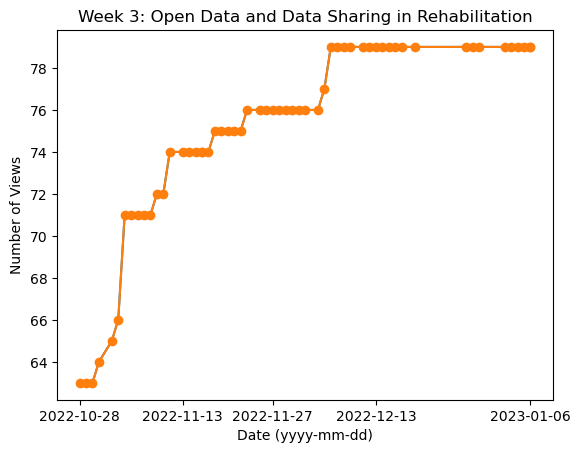 Week 3: Open Data and Data Sharing in Rehabilitation
78
76
74
72
70
68
66
64
Number of Views
2022-10-28 2022-11-13 2022-11-27 2022-12-13 2023-01-06
Date (yyyy-mm-dd)